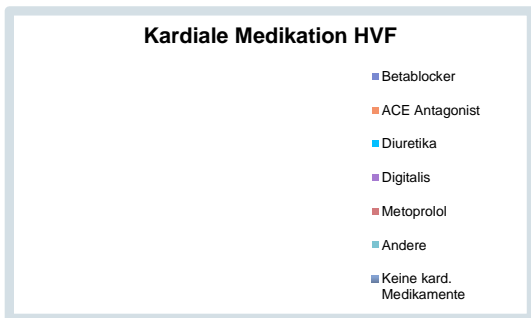 Kardiale Medikation HVF
Betablocker
ACE Antagonist
Diuretika
Digitalis
Metoprolol
Andere
Keine kard.
Medikamente